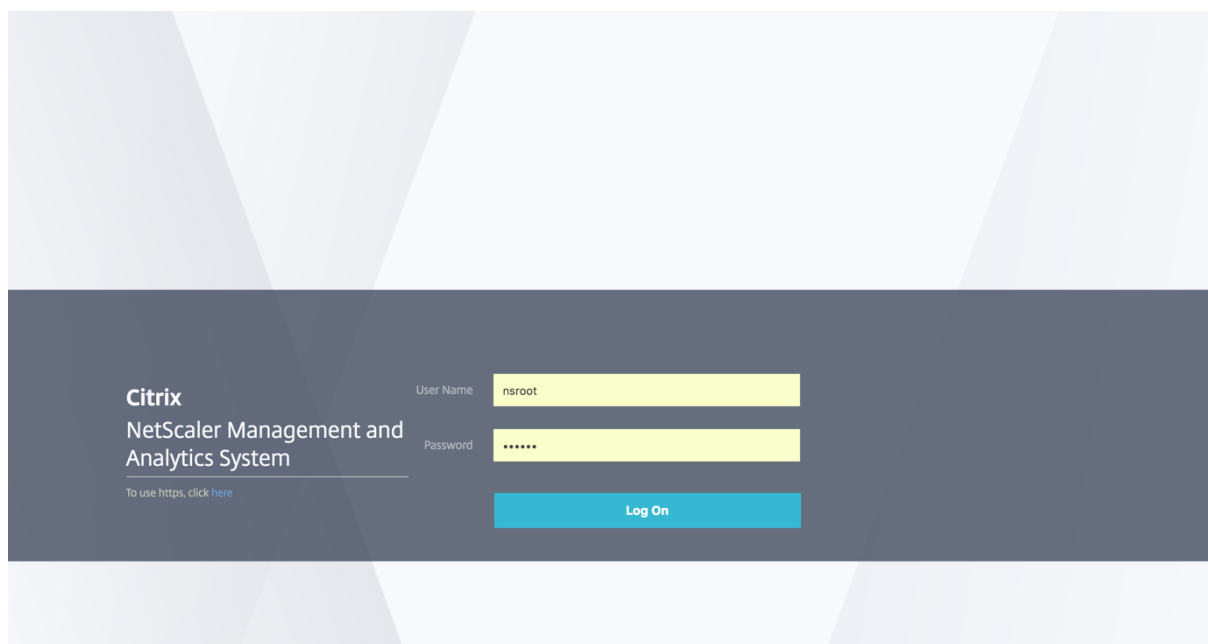 Citrix
NetScaler Management and
Analytics System
To use https, click here
User Name
nsroot
Password
••••••
Log On